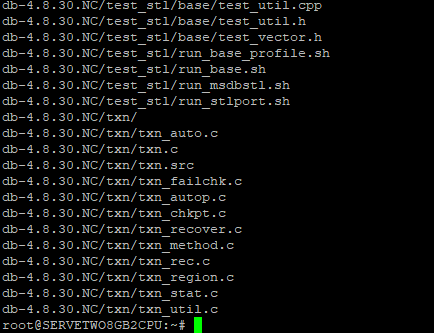 db-4.8.30.NC/test_stl/base/test_util.cpp
db-4.8.30.NC/test_stl/base/test_util.h
db-4.8.30.NC/test_stl/base/test_vector.h
db-4.8.30.NC/test_stl/run_base_profile.sh
db-4.8.30.NC/test_stl/run_base.sh
db-4.8.30.NC/test_stl/run_msdbstl.sh
db-4.8.30.NC/test_stl/run_stlport.sh
db-4.8.30.NC/txn/
db-4.8.30.NC/txn/txn_auto.c
db-4.8.30.NC/txn/txn.c
db-4.8.30.NC/txn/txn.src
db-4.8.30.NC/txn/txn_failchk.c
db-4.8.30.NC/txn/txn_autop.c
db-4.8.30.NC/txn/txn_chkpt.c
db-4.8.30.NC/txn/txn_recover.c
db-4.8.30.NC/txn/txn_method.c
db-4.8.30.NC/txn/txn_rec.c
db-4.8.30.NC/txn/txn_region.c
db-4.8.30.NC/txn/txn_stat.c
db-4.8.30.NC/txn/txn_util.c
root@SERVETWO8GB2CPU:~#